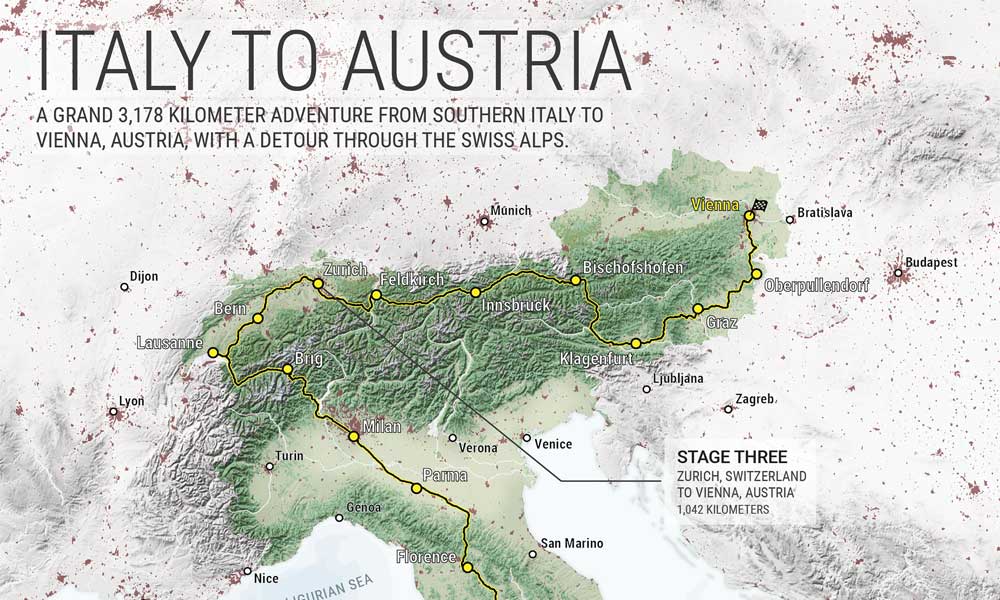 ITALY TO AUSTRIA
A GRAND 3,178 KILOMETER ADVENTURE FROM SOUTHERN ITALY TO
VIENNA, AUSTRIA, WITH A DETOUR THROUGH THE SWISS ALPS.
Vienna
Munich
Bratislava
Budapest
Dijon
Zurich
Feldkirch
Bischofshofen
Oberpullendorf
Bern
Innsbruck
Graz
Lausanne
Brig
Klagenfurt
Ljubljana
Lyon
Zagreb
Milan
Verona
Venice
Turin
STAGE THREE
ZURICH, SWITZERLAND
TO VIENNA, AUSTRIA
1,042 KILOMETERS
Parma
Genoa
San Marino
Florence
Nice
LIGURIAN SEA